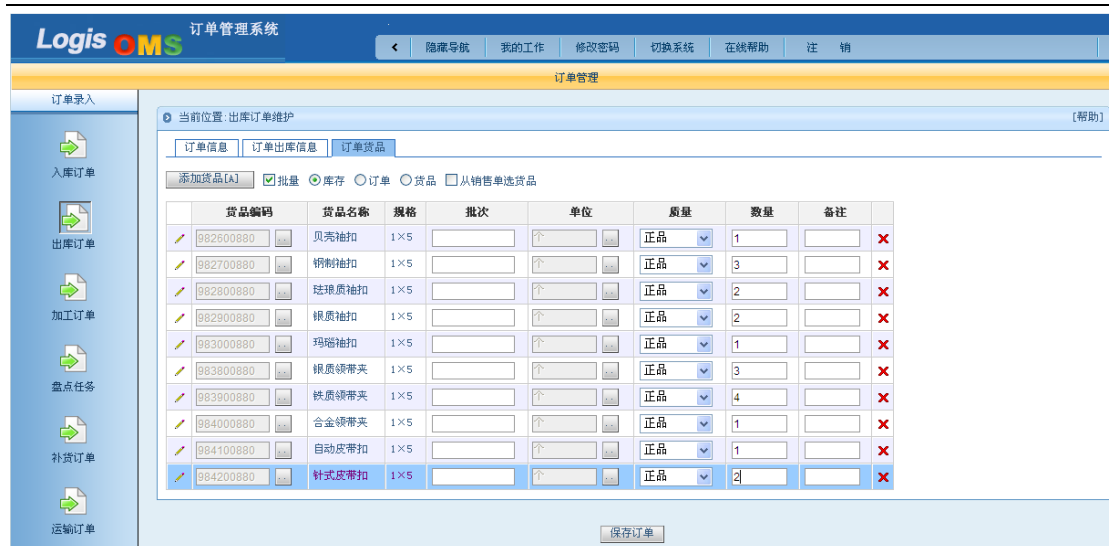 Logis OMS 订单管理系统
隐藏导航 我的工作 修改密码 切换系统 在线帮助 注 销
订单管理
订单录入
入库订单
出库订单
加工订单
盘点任务
补货订单
运输订单
当前位置:出库订单维护 [帮助]
订单信息 订单出库信息 订单货品
添加货品[A] 批量 库存 订单 货品 从销售单选货品
货品编码 货品名称 规格 批次 单位 质量 数量 备注
982600880 .. 贝壳袖扣 1×5 个 .. 正品 1
982700880 .. 钢制袖扣 1×5 个 .. 正品 3
982800880 .. 珐琅质袖扣 1×5 个 .. 正品 2
982900880 .. 银质袖扣 1×5 个 .. 正品 2
983000880 .. 玛瑙袖扣 1×5 个 .. 正品 1
983800880 .. 银质领带夹 1×5 个 .. 正品 3
983900880 .. 铁质领带夹 1×5 个 .. 正品 4
984000880 .. 合金领带夹 1×5 个 .. 正品 1
984100880 .. 自动皮带扣 1×5 个 .. 正品 1
984200880 .. 针式皮带扣 1×5 个 .. 正品 2
保存订单